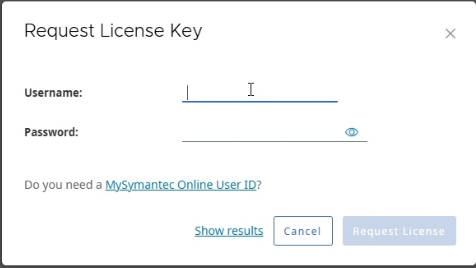 Request License Key
Username:
Password:
Do you need a MySymantec Online User ID?
Show results
Cancel
Request License